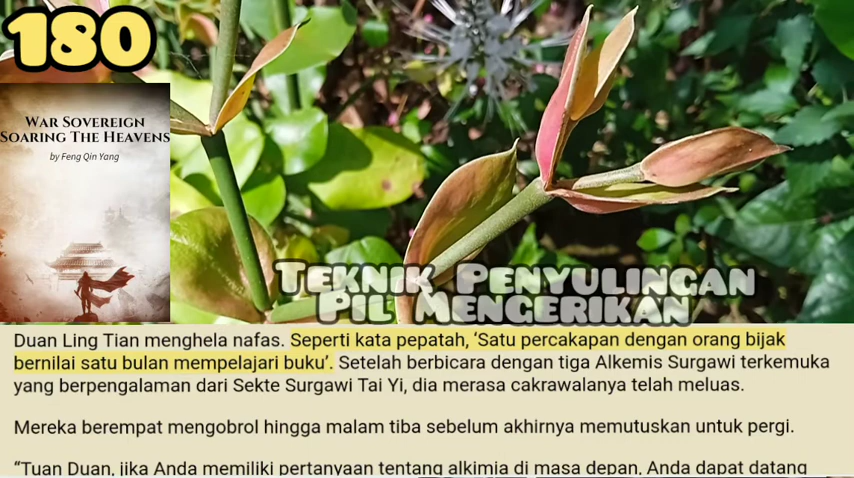 180
WAR SOVEREIGN
SOARING THE HEAVENS
by Feng Qin Yang
TEKNIK PENYULINGAN
PIL MENGERIKAN
Duan Ling Tian menghela nafas. Seperti kata pepatah, ‘Satu percakapan dengan orang bijak
bernilai satu bulan mempelajari buku’. Setelah berbicara dengan tiga Alkemis Surgawi terkemuka
yang berpengalaman dari Sekte Surgawi Tai Yi, dia merasa cakrawalanya telah meluas.
Mereka berempat mengobrol hingga malam tiba sebelum akhirnya memutuskan untuk pergi.
“Tuan Duan, jika Anda memiliki pertanyaan tentang alkimia di masa depan, Anda dapat datang